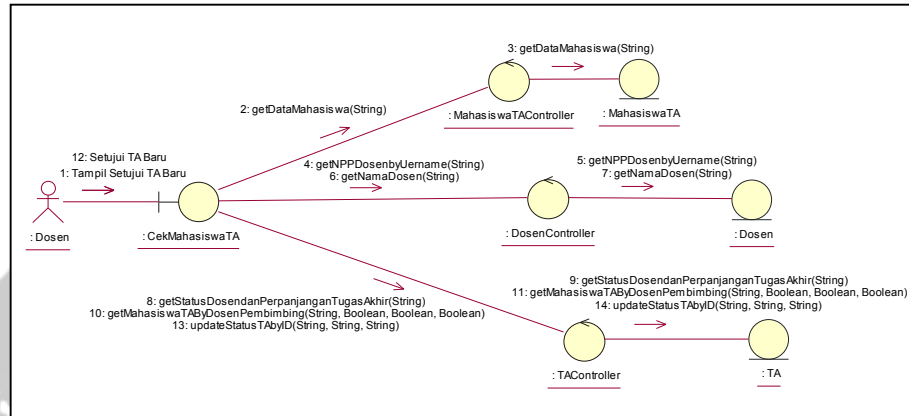 3: getDataMahasiswa(String)
: MahasiswaTAController
: MahasiswaTA
2: getDataMahasiswa(String)
12: Setujui TA Baru
1: Tampil Setujui TA Baru
4: getNPPDosenbyUername(String)
6: getNamaDosen(String)
5: getNPPDosenbyUername(String)
7: getNamaDosen(String)
: Dosen
: CekMahasiswaTA
: DosenController
: Dosen
8: getStatusDosendanPerpanjanganTugasAkhir(String)
10: getMahasiswaTAByDosenPembimbing(String, Boolean, Boolean, Boolean)
13: updateStatusTAbyID(String, String, String)
9: getStatusDosendanPerpanjanganTugasAkhir(String)
11: getMahasiswaTAByDosenPembimbing(String, Boolean, Boolean, Boolean)
14: updateStatusTAbyID(String, String, String)
: TAController
: TA